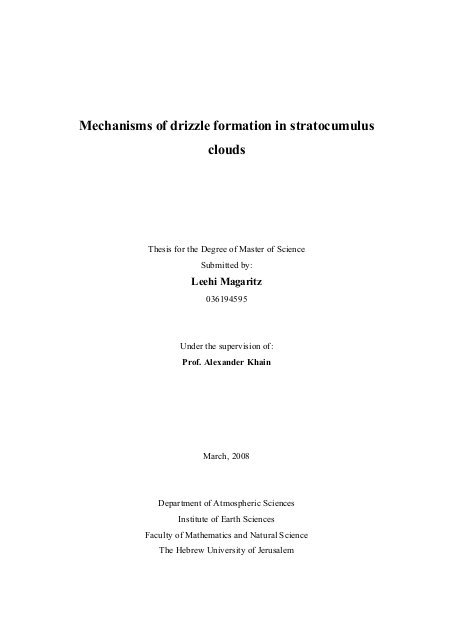 Mechanisms of drizzle formation in stratocumulus
clouds
Thesis for the Degree of Master of Science
Submitted by:
Leehi Magaritz
036194595
Under the supervision of:
Prof. Alexander Khain
March, 2008
Department of Atmospheric Sciences
Institute of Earth Sciences
Faculty of Mathematics and Natural Science
The Hebrew University of Jerusalem